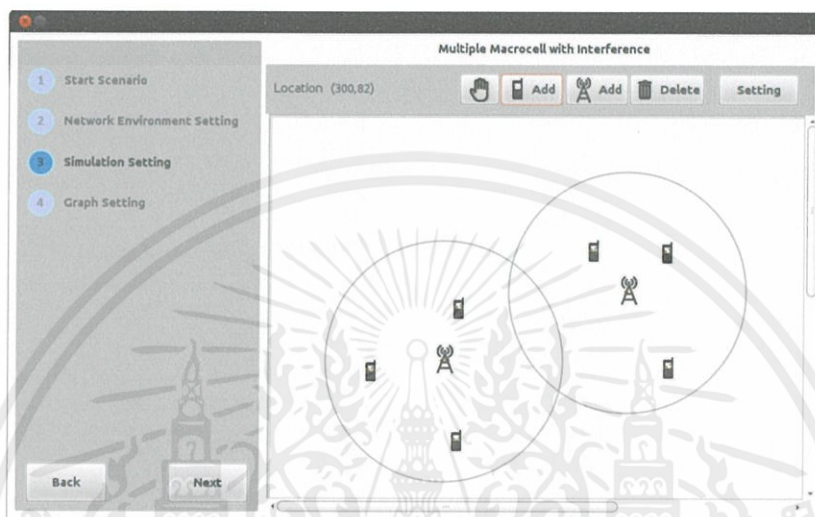 Multiple Macrocell with Interference
1 Start Scenario
2 Network Environment Setting
3 Simulation Setting
4 Graph Setting
Location (300,82)
Add
Add
Delete
Setting
Back
Next